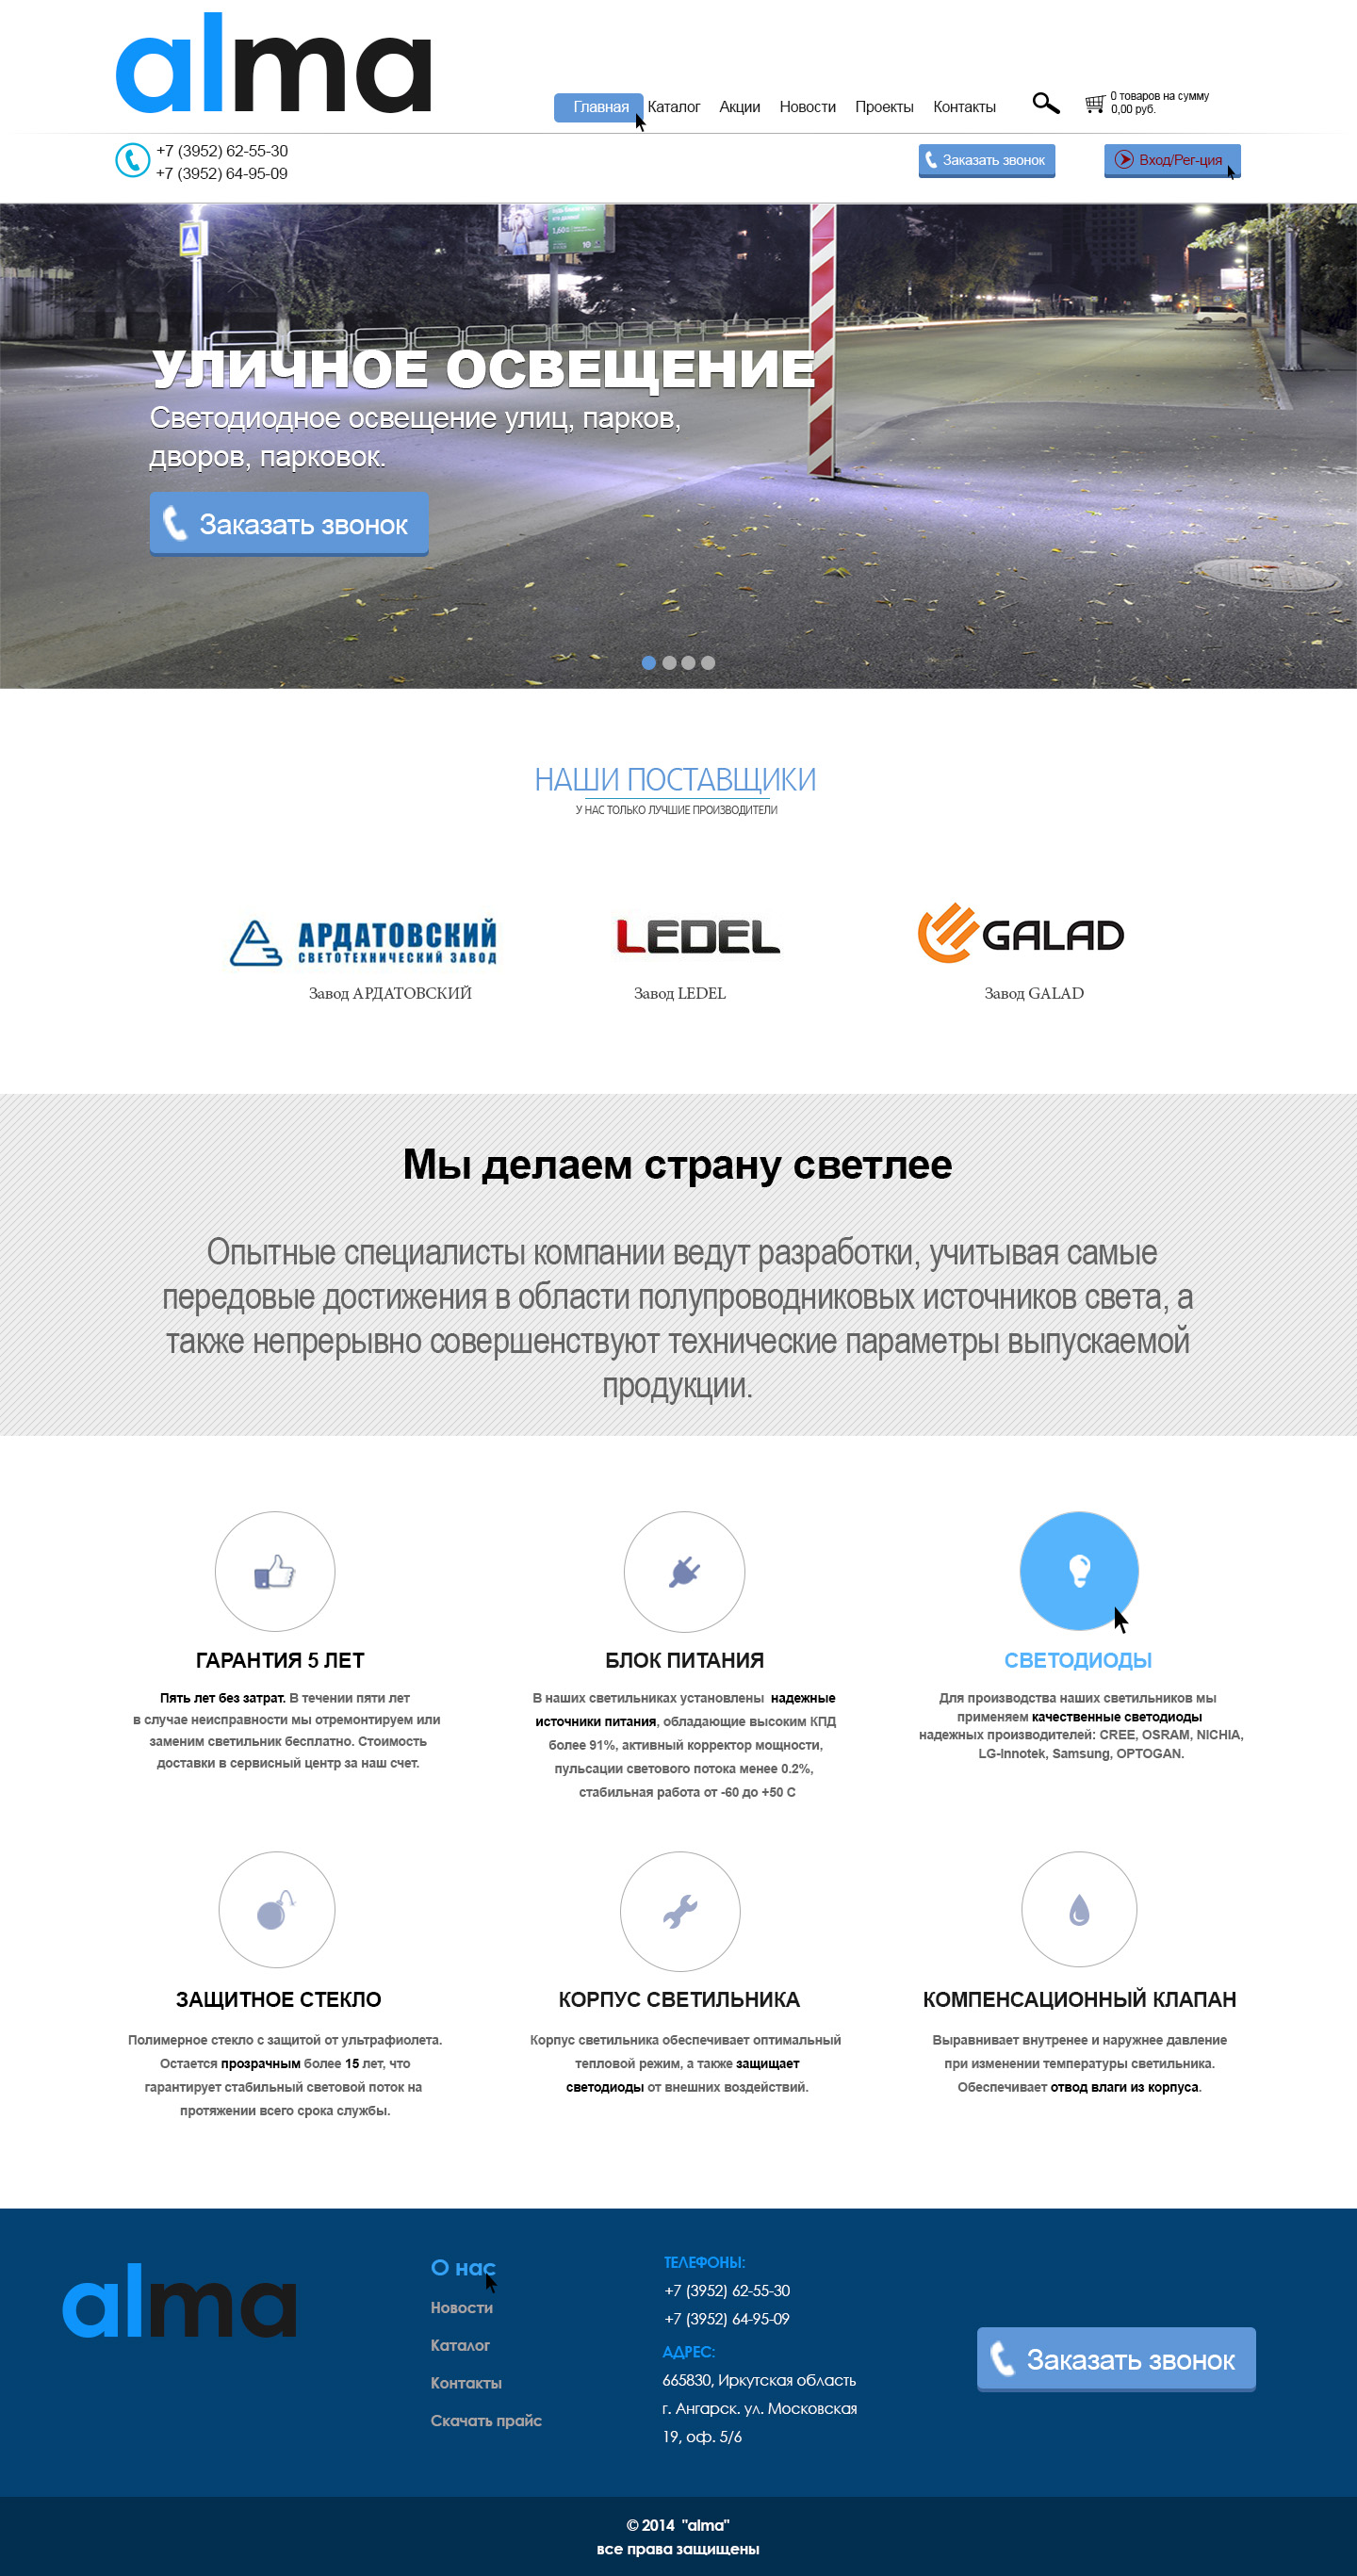 alma
Главная Каталог Акции Новости Проекты Контакты
0 товаров на сумму
0,00 руб.
+7 (3952) 62-55-30
+7 (3952) 64-95-09
Заказать звонок
Вход/Рег-ция
УЛИЧНОЕ ОСВЕЩЕНИЕ
Светодиодное освещение улиц, парков,
дворов, парковок.
Заказать звонок
НАШИ ПОСТАВЩИКИ
У НАС ТОЛЬКО ЛУЧШИЕ ПРОИЗВОДИТЕЛИ
АРДАТОВСКИЙ
СВЕТОТЕХНИЧЕСКИЙ ЗАВОД
LEDEL
GALAD
Завод АРДАТОВСКИЙ
Завод LEDEL
Завод GALAD
Мы делаем страну светлее
Опытные специалисты компании ведут разработки, учитывая самые
передовые достижения в области полупроводниковых источников света, а
также непрерывно совершенствуют технические параметры выпускаемой
продукции.
ГАРАНТИЯ 5 ЛЕТ
Пять лет без затрат. В течении пяти лет
в случае неисправности мы отремонтируем или
заменим светильник бесплатно. Стоимость
доставки в сервисный центр за наш счет.
БЛОК ПИТАНИЯ
В наших светильниках установлены надежные
источники питания, обладающие высоким КПД
более 91%, активный корректор мощности,
пульсации светового потока менее 0.2%,
стабильная работа от -60 до +50 С
СВЕТОДИОДЫ
Для производства наших светильников мы
применяем качественные светодиоды
надежных производителей: CREE, OSRAM, NICHIA,
LG-Innotek, Samsung, OPTOGAN.
ЗАЩИТНОЕ СТЕКЛО
Полимерное стекло с защитой от ультрафиолета.
Остается прозрачным более 15 лет, что
гарантирует стабильный световой поток на
протяжении всего срока службы.
КОРПУС СВЕТИЛЬНИКА
Корпус светильника обеспечивает оптимальный
тепловой режим, а также защищает
светодиоды от внешних воздействий.
КОМПЕНСАЦИОННЫЙ КЛАПАН
Выравнивает внутренее и наружнее давление
при изменении температуры светильника.
Обеспечивает отвод влаги из корпуса.
alma
О нас
Новости
Каталог
Контакты
Скачать прайс
ТЕЛЕФОНЫ:
+7 (3952) 62-55-30
+7 (3952) 64-95-09
АДРЕС:
665830, Иркутская область
г. Ангарск. ул. Московская
19, оф. 5/6
Заказать звонок
© 2014 "alma"
все права защищены